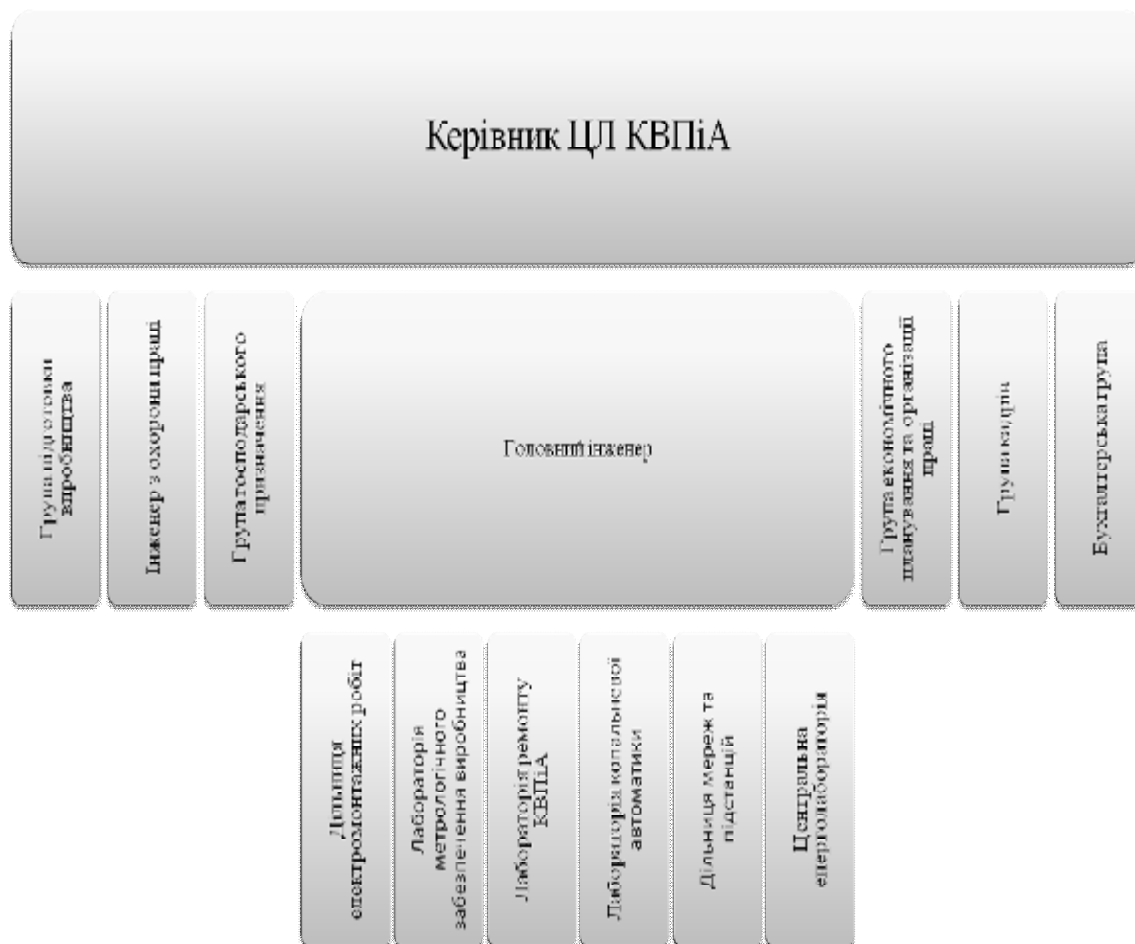 Керівник ЦЛ КВПіА
Група підготовки
виробництва
Інженер з охорони праці
Група господарського
призначення
Головний інженер
Група економічного
планування та організації
праці
Група кадрів
Бухгалтерська група
Дільниця
електромонтажних робіт
Лабораторія
метрологічного
забезпечення виробництва
Лабораторія ремонту
КВПіА
Лабораторія копальневої
автоматики
Дільниця мереж та
підстанцій
Центральна
енерголабораторія